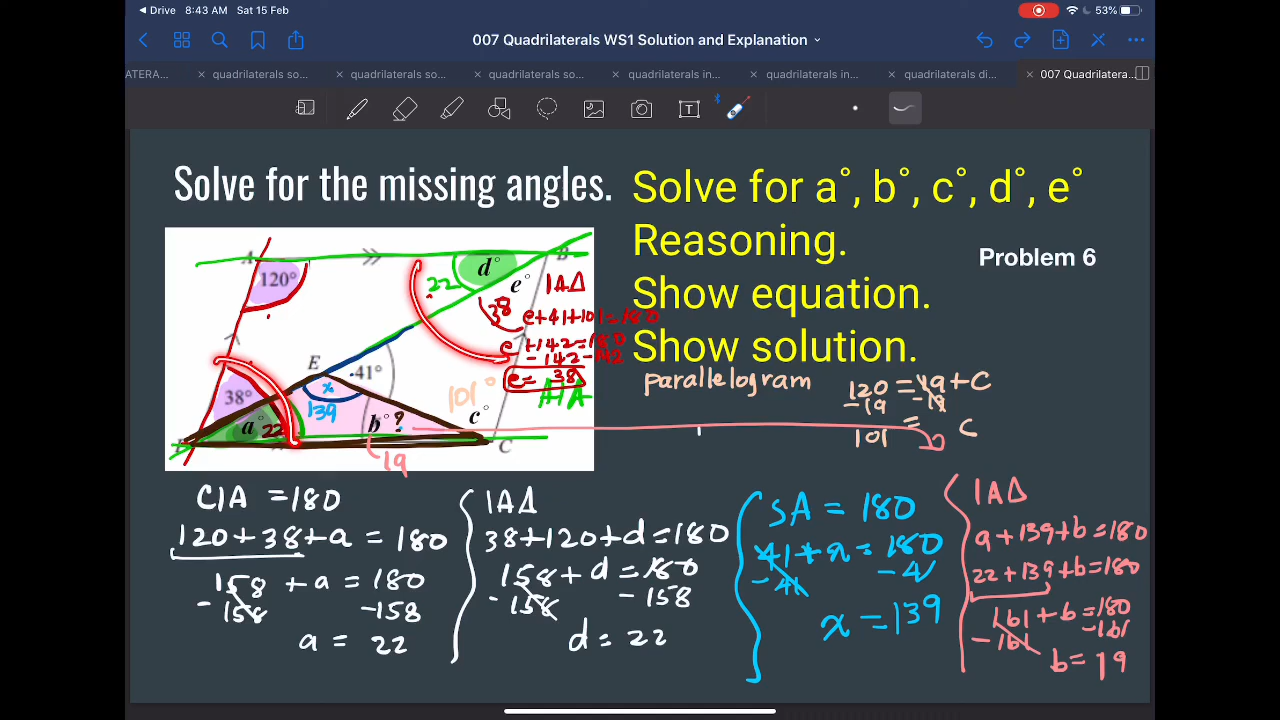 Drive
8:43 AM Sat 15 Feb
53%
007 Quadrilaterals WS1 Solution and Explanation
ATERA...
quadrilaterals so...
quadrilaterals so...
quadrilaterals so...
quadrilaterals in...
quadrilaterals in...
quadrilaterals di...
007 Quadrilatera...
T
Solve for the missing angles.
Solve for a°, b°, c°, d°, e°
Reasoning.
Show equation.
Show solution.
Problem 6
A
B
120°
d°
22
e°
IAΔ
38
e+41+101=180
e+142=180
-142 -142
e= 38
AIA
E
x
139
41°
38°
a°
22
b°
?
19
101°
c°
C
parallelogram
120 = 19+C
-19 -19
101 = C
CIA =180
120+38+a = 180
158 +a = 180
-158 -158
a = 22
IAΔ
38+120+d=180
158+d =180
-158 -158
d= 22
SA = 180
41+x=180
-41 -41
x=139
IAΔ
a+139+b=180
22+139+b=180
161+b=180
-161 -161
b=19